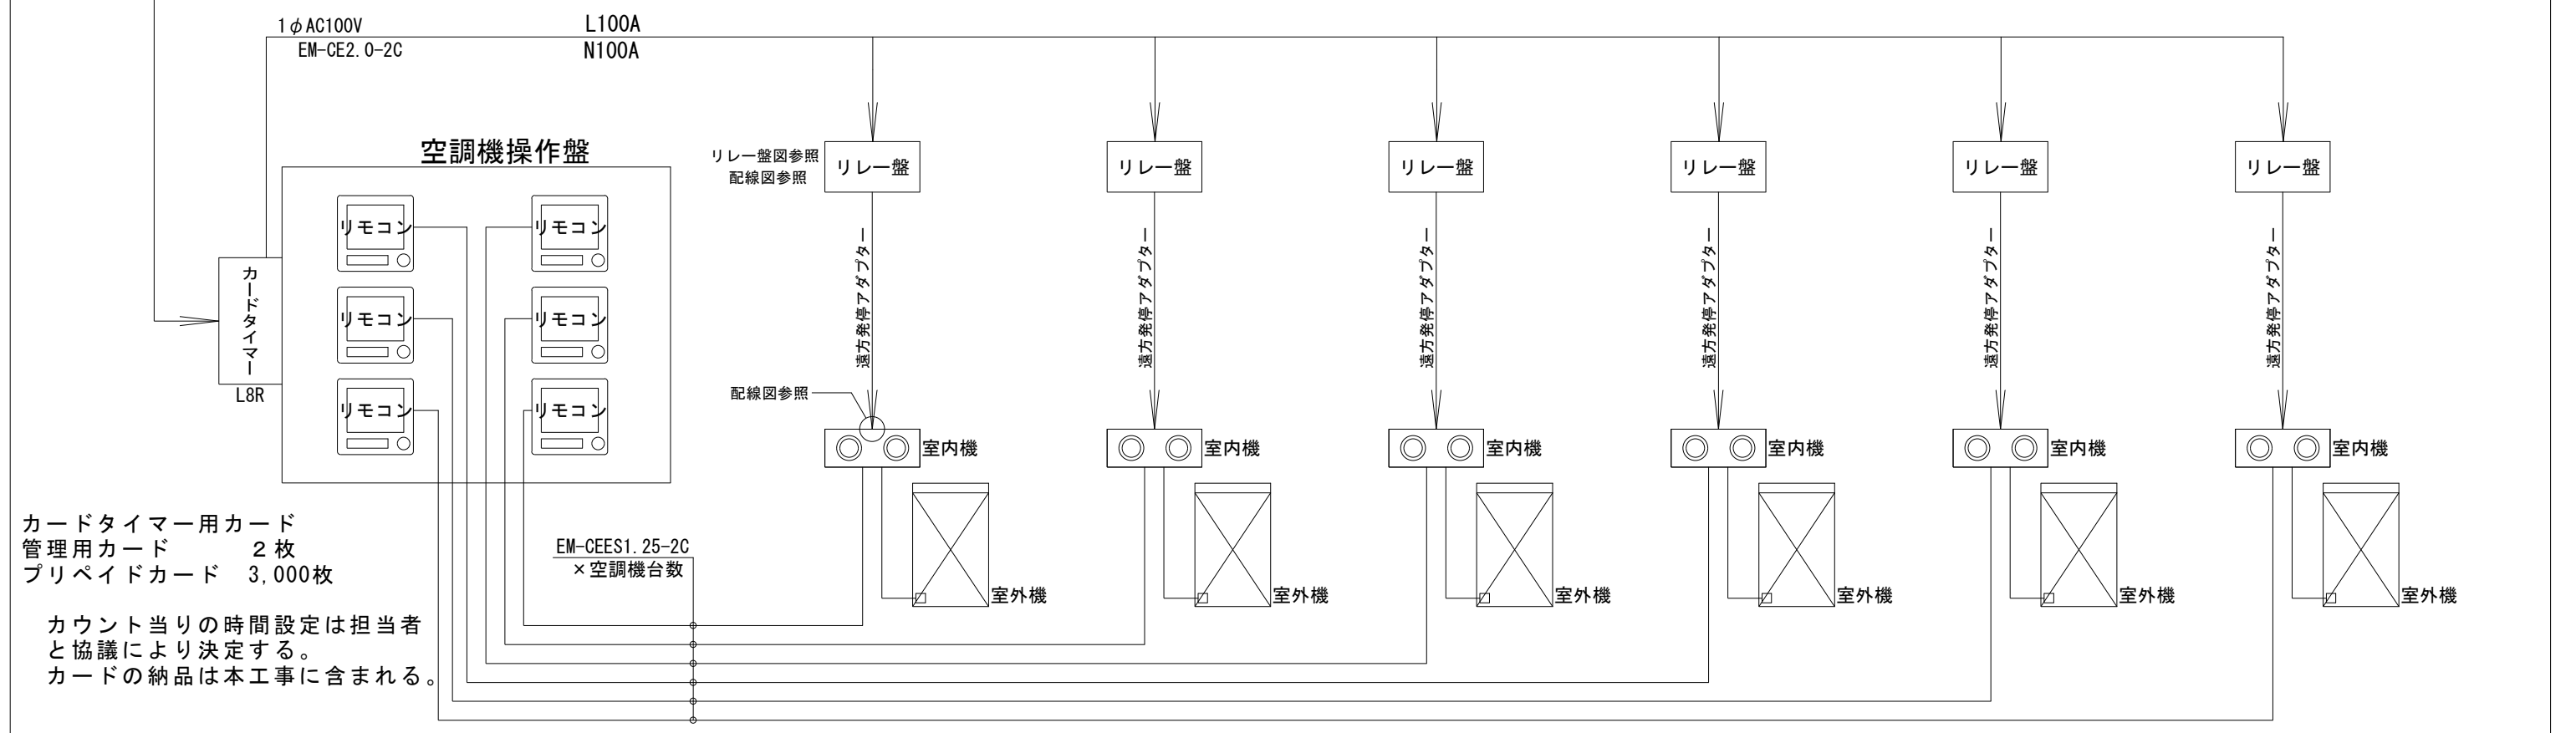 1φAC100V
EM-CE2.0-2C
L100A
N100A
空調機操作盤
リモコン
リモコン
リモコン
リモコン
リモコン
リモコン
カードタイマー
L8R
リレー盤図参照
配線図参照
リレー盤
リレー盤
リレー盤
リレー盤
リレー盤
リレー盤
遠方発停アダプター
遠方発停アダプター
遠方発停アダプター
遠方発停アダプター
遠方発停アダプター
遠方発停アダプター
配線図参照
室内機
室内機
室内機
室内機
室内機
室内機
室外機
室外機
室外機
室外機
室外機
室外機
EM-CEES1.25-2C
×空調機台数
カードタイマー用カード
管理用カード 2枚
プリペイドカード 3,000枚
カウント当りの時間設定は担当者
と協議により決定する。
カードの納品は本工事に含まれる。